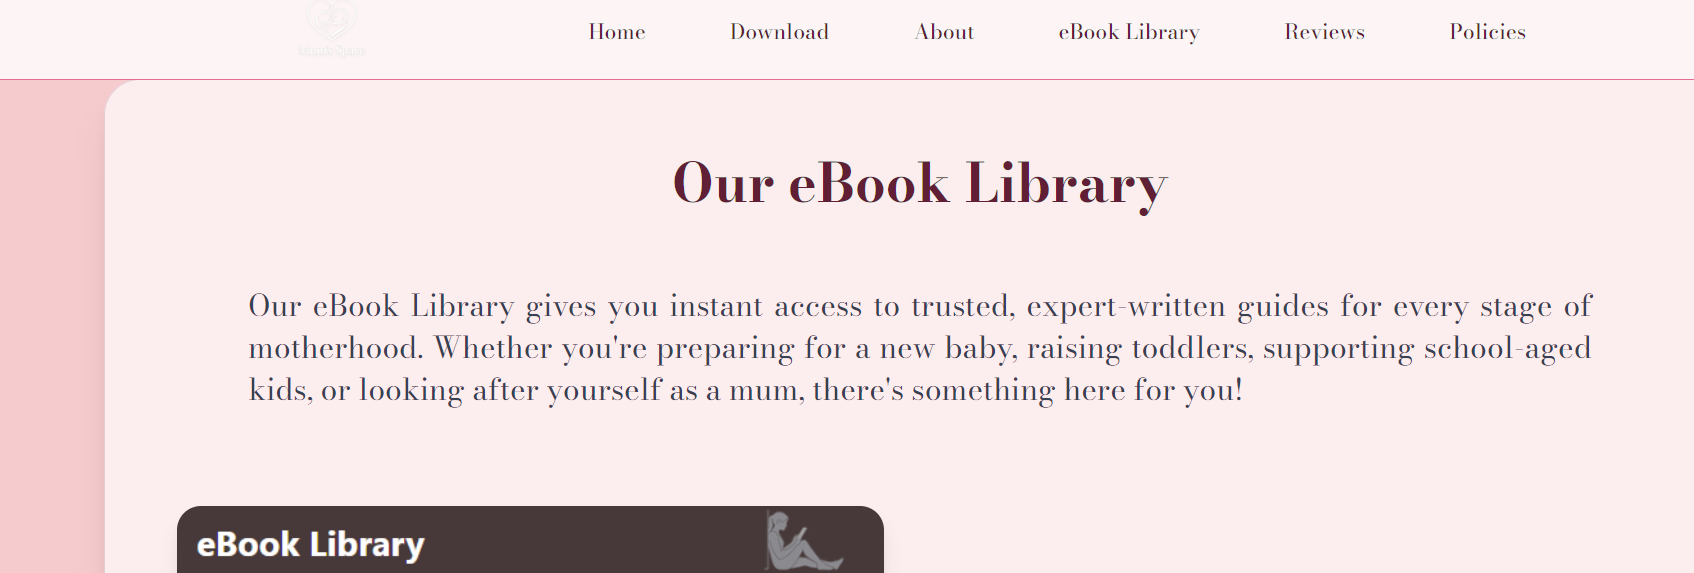 Mum's Space
Home Download About eBook Library Reviews Policies
Our eBook Library
Our eBook Library gives you instant access to trusted, expert-written guides for every stage of
motherhood. Whether you're preparing for a new baby, raising toddlers, supporting school-aged
kids, or looking after yourself as a mum, there's something here for you!
eBook Library